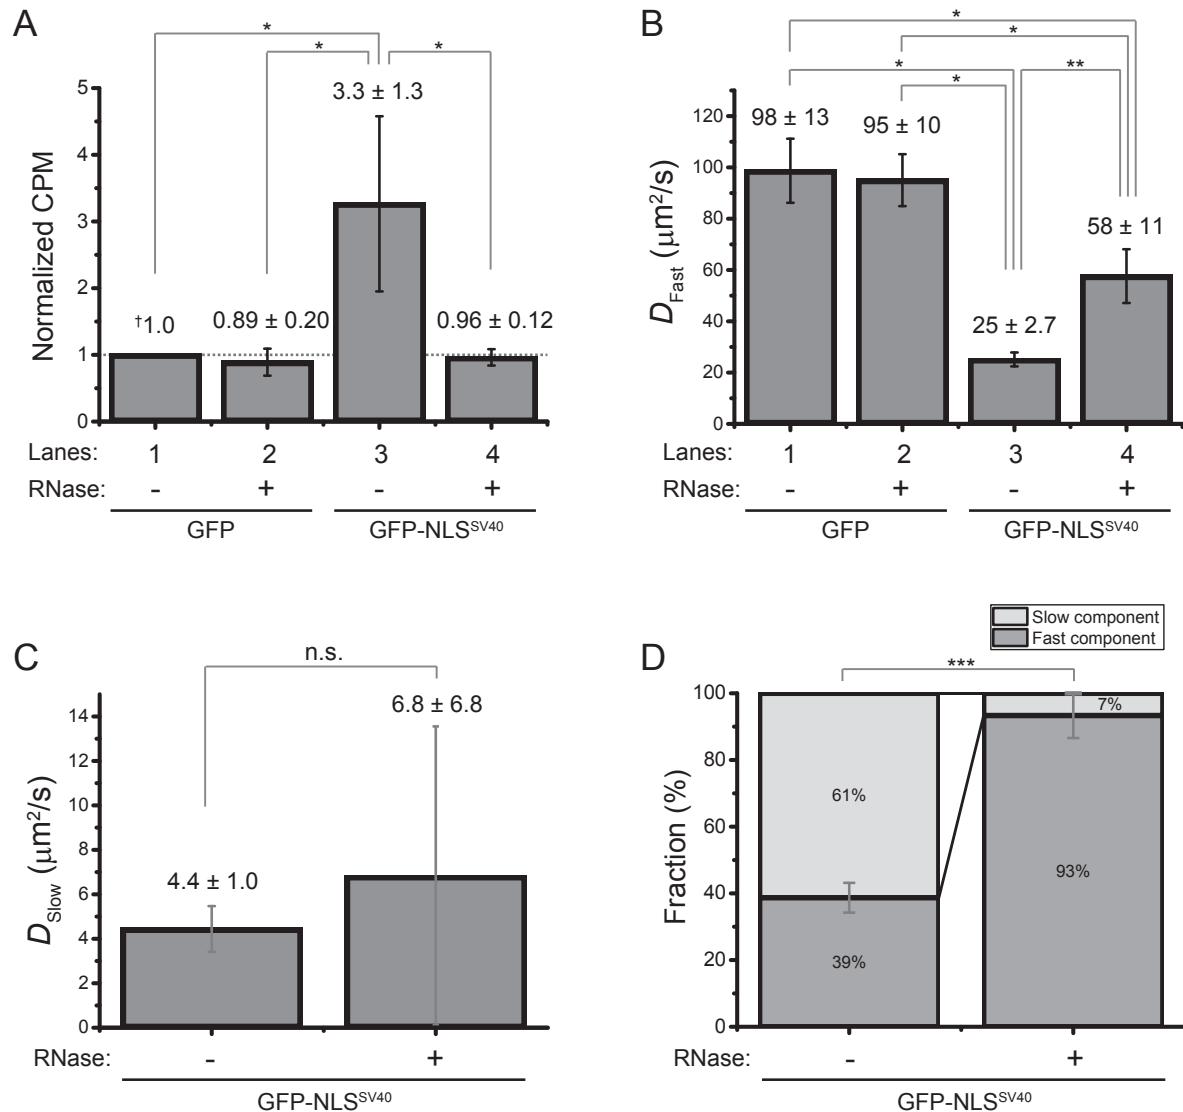 A
*
* *
5
4
3
2
1
0
Normalized CPM
3.3 ± 1.3
†1.0
0.89 ± 0.20
0.96 ± 0.12
Lanes: 1 2 3 4
RNase: - + - +
GFP GFP-NLS^SV40
B
*
*
* **
*
120
100
80
60
40
20
0
D_Fast (µm²/s)
98 ± 13
95 ± 10
58 ± 11
25 ± 2.7
Lanes: 1 2 3 4
RNase: - + - +
GFP GFP-NLS^SV40
C
n.s.
14
12
10
8
6
4
2
0
D_Slow (µm²/s)
6.8 ± 6.8
4.4 ± 1.0
RNase: - +
GFP-NLS^SV40
Slow component
Fast component
D
***
100
80
60
40
20
0
Fraction (%)
7%
61%
93%
39%
RNase: - +
GFP-NLS^SV40